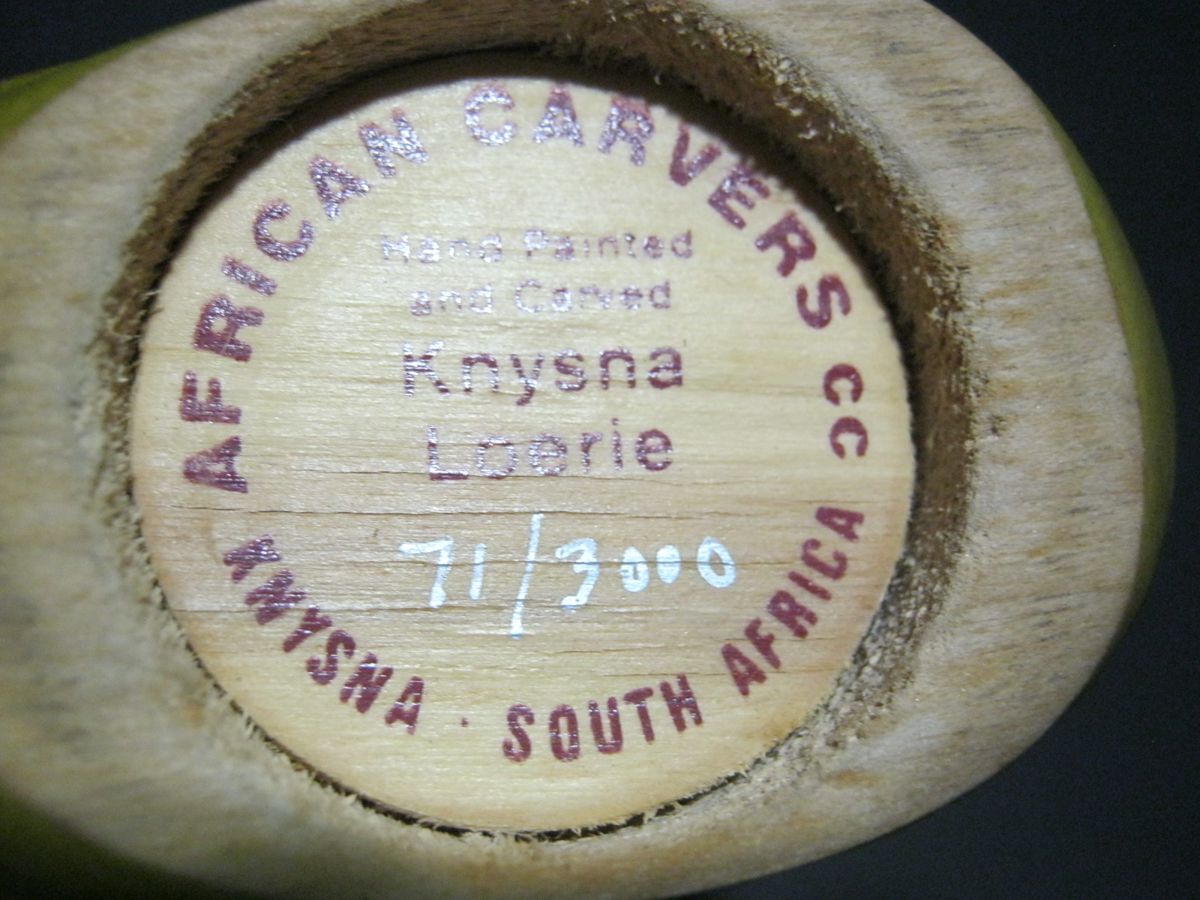 AFRICAN CARVERS CC
Hand Painted
and Carved
Knysna
Loerie
71/3000
KNYSNA · SOUTH AFRICA